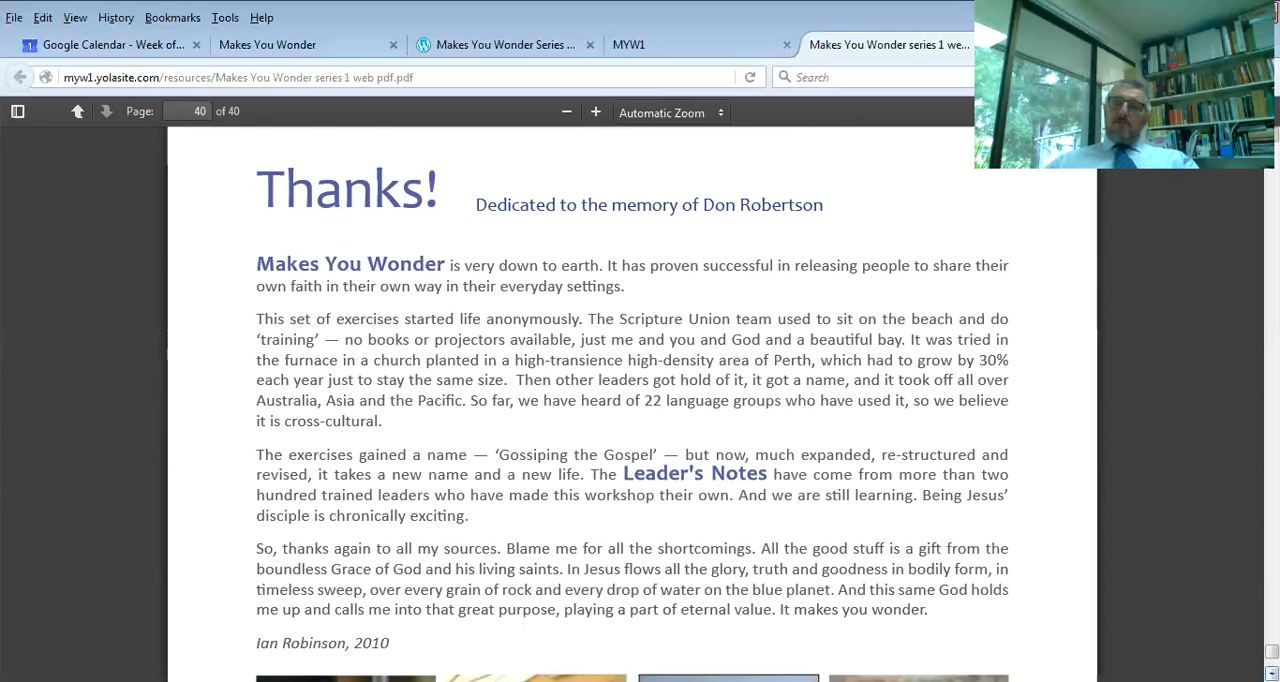 File Edit View History Bookmarks Tools Help
Google Calendar - Week of... × Makes You Wonder × Makes You Wonder Series ... × MYW1 × Makes You Wonder series 1 we...
myw1.yolasite.com/resources/Makes You Wonder series 1 web pdf.pdf Search
Page: 40 of 40 Automatic Zoom
Thanks! Dedicated to the memory of Don Robertson
Makes You Wonder is very down to earth. It has proven successful in releasing people to share their
own faith in their own way in their everyday settings.
This set of exercises started life anonymously. The Scripture Union team used to sit on the beach and do
‘training’ — no books or projectors available, just me and you and God and a beautiful bay. It was tried in
the furnace in a church planted in a high-transience high-density area of Perth, which had to grow by 30%
each year just to stay the same size. Then other leaders got hold of it, it got a name, and it took off all over
Australia, Asia and the Pacific. So far, we have heard of 22 language groups who have used it, so we believe
it is cross-cultural.
The exercises gained a name — ‘Gossiping the Gospel’ — but now, much expanded, re-structured and
revised, it takes a new name and a new life. The Leader's Notes have come from more than two
hundred trained leaders who have made this workshop their own. And we are still learning. Being Jesus’
disciple is chronically exciting.
So, thanks again to all my sources. Blame me for all the shortcomings. All the good stuff is a gift from the
boundless Grace of God and his living saints. In Jesus flows all the glory, truth and goodness in bodily form, in
timeless sweep, over every grain of rock and every drop of water on the blue planet. And this same God holds
me up and calls me into that great purpose, playing a part of eternal value. It makes you wonder.
Ian Robinson, 2010